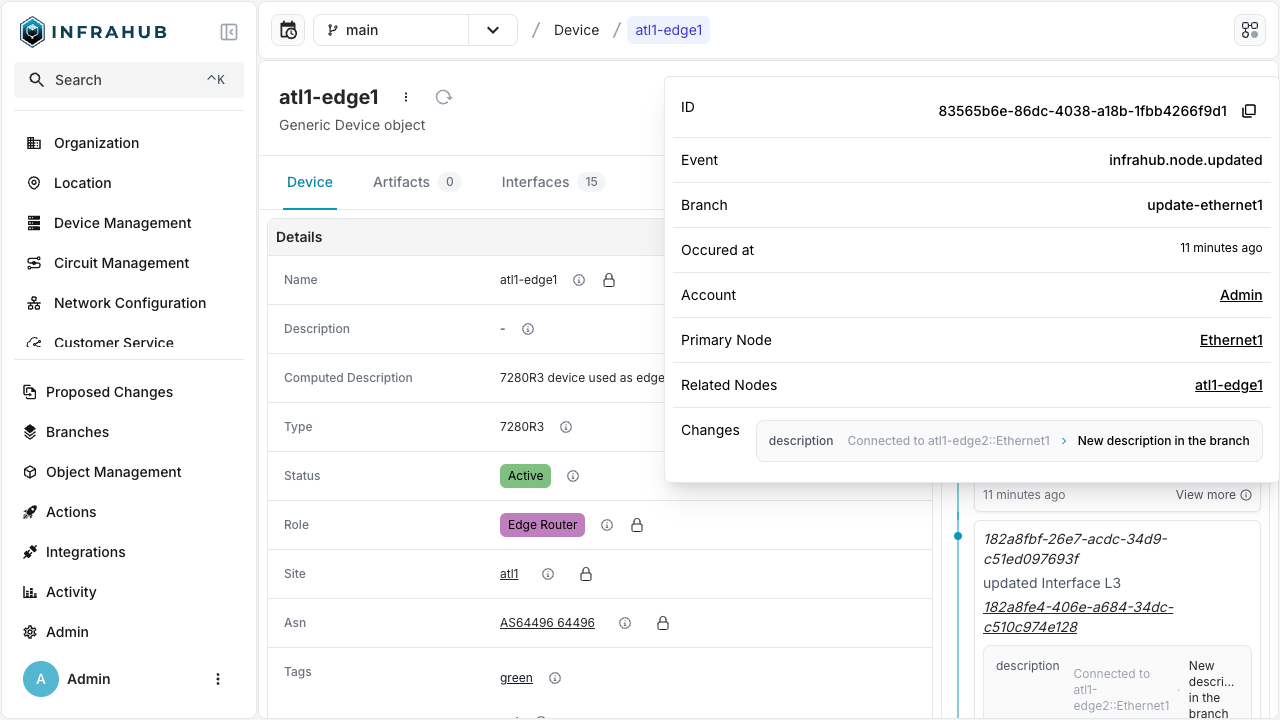 INFRAHUB
Search ^K
Organization
Location
Device Management
Circuit Management
Network Configuration
Customer Service
Proposed Changes
Branches
Object Management
Actions
Integrations
Activity
Admin
A Admin
main / Device / atl1-edge1
atl1-edge1
Generic Device object
Device Artifacts 0 Interfaces 15
Details
Name atl1-edge1
Description -
Computed Description 7280R3 device used as edge
Type 7280R3
Status Active
Role Edge Router
Site atl1
Asn AS64496 64496
Tags green
ID 83565b6e-86dc-4038-a18b-1fbb4266f9d1
Event infrahub.node.updated
Branch update-ethernet1
Occured at 11 minutes ago
Account Admin
Primary Node Ethernet1
Related Nodes atl1-edge1
Changes description Connected to atl1-edge2::Ethernet1 > New description in the branch
11 minutes ago View more
182a8fbf-26e7-acdc-34d9-
c51ed097693f
updated Interface L3
182a8fe4-406e-a684-34dc-
c510c974e128
description
Connected to
atl1-
edge2::Ethernet1
New
descri...
in the
branch